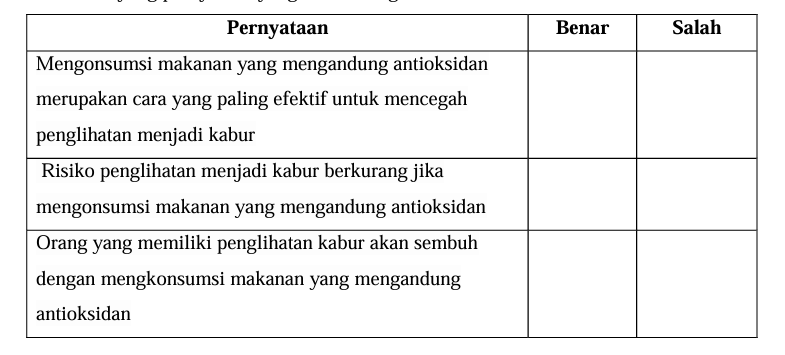 Pernyataan Benar Salah
Mengonsumsi makanan yang mengandung antioksidan
merupakan cara yang paling efektif untuk mencegah
penglihatan menjadi kabur
Risiko penglihatan menjadi kabur berkurang jika
mengonsumsi makanan yang mengandung antioksidan
Orang yang memiliki penglihatan kabur akan sembuh
dengan mengkonsumsi makanan yang mengandung
antioksidan